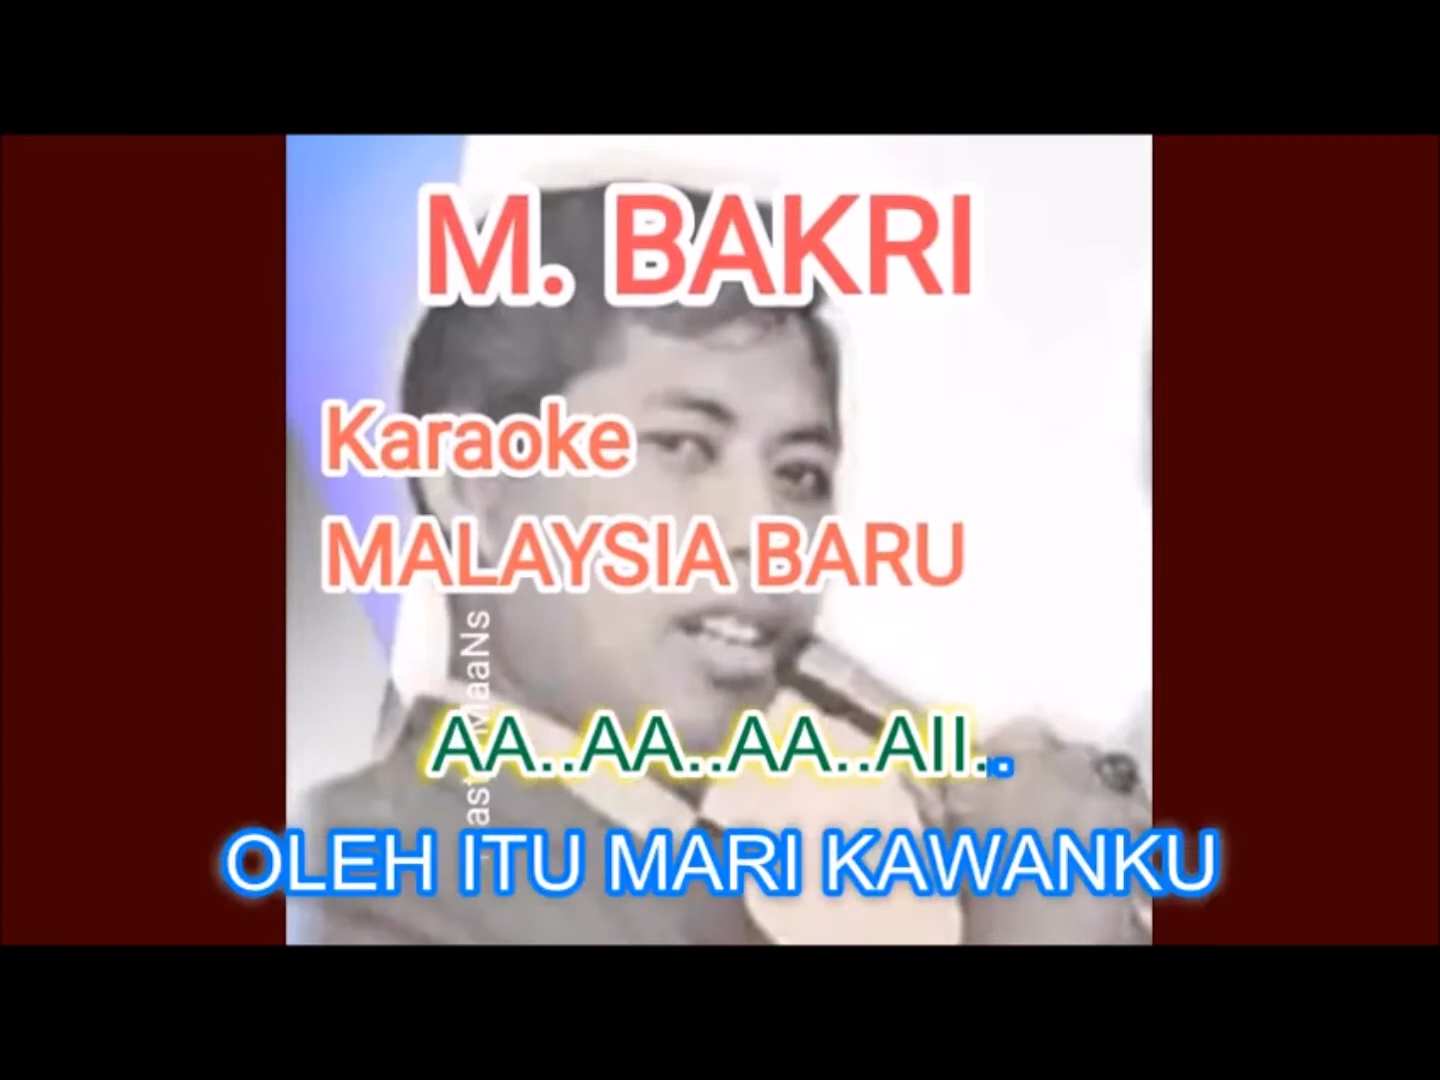 M. BAKRI
Karaoke
MALAYSIA BARU
AA..AA..AA..AII..
OLEH ITU MARI KAWANKU